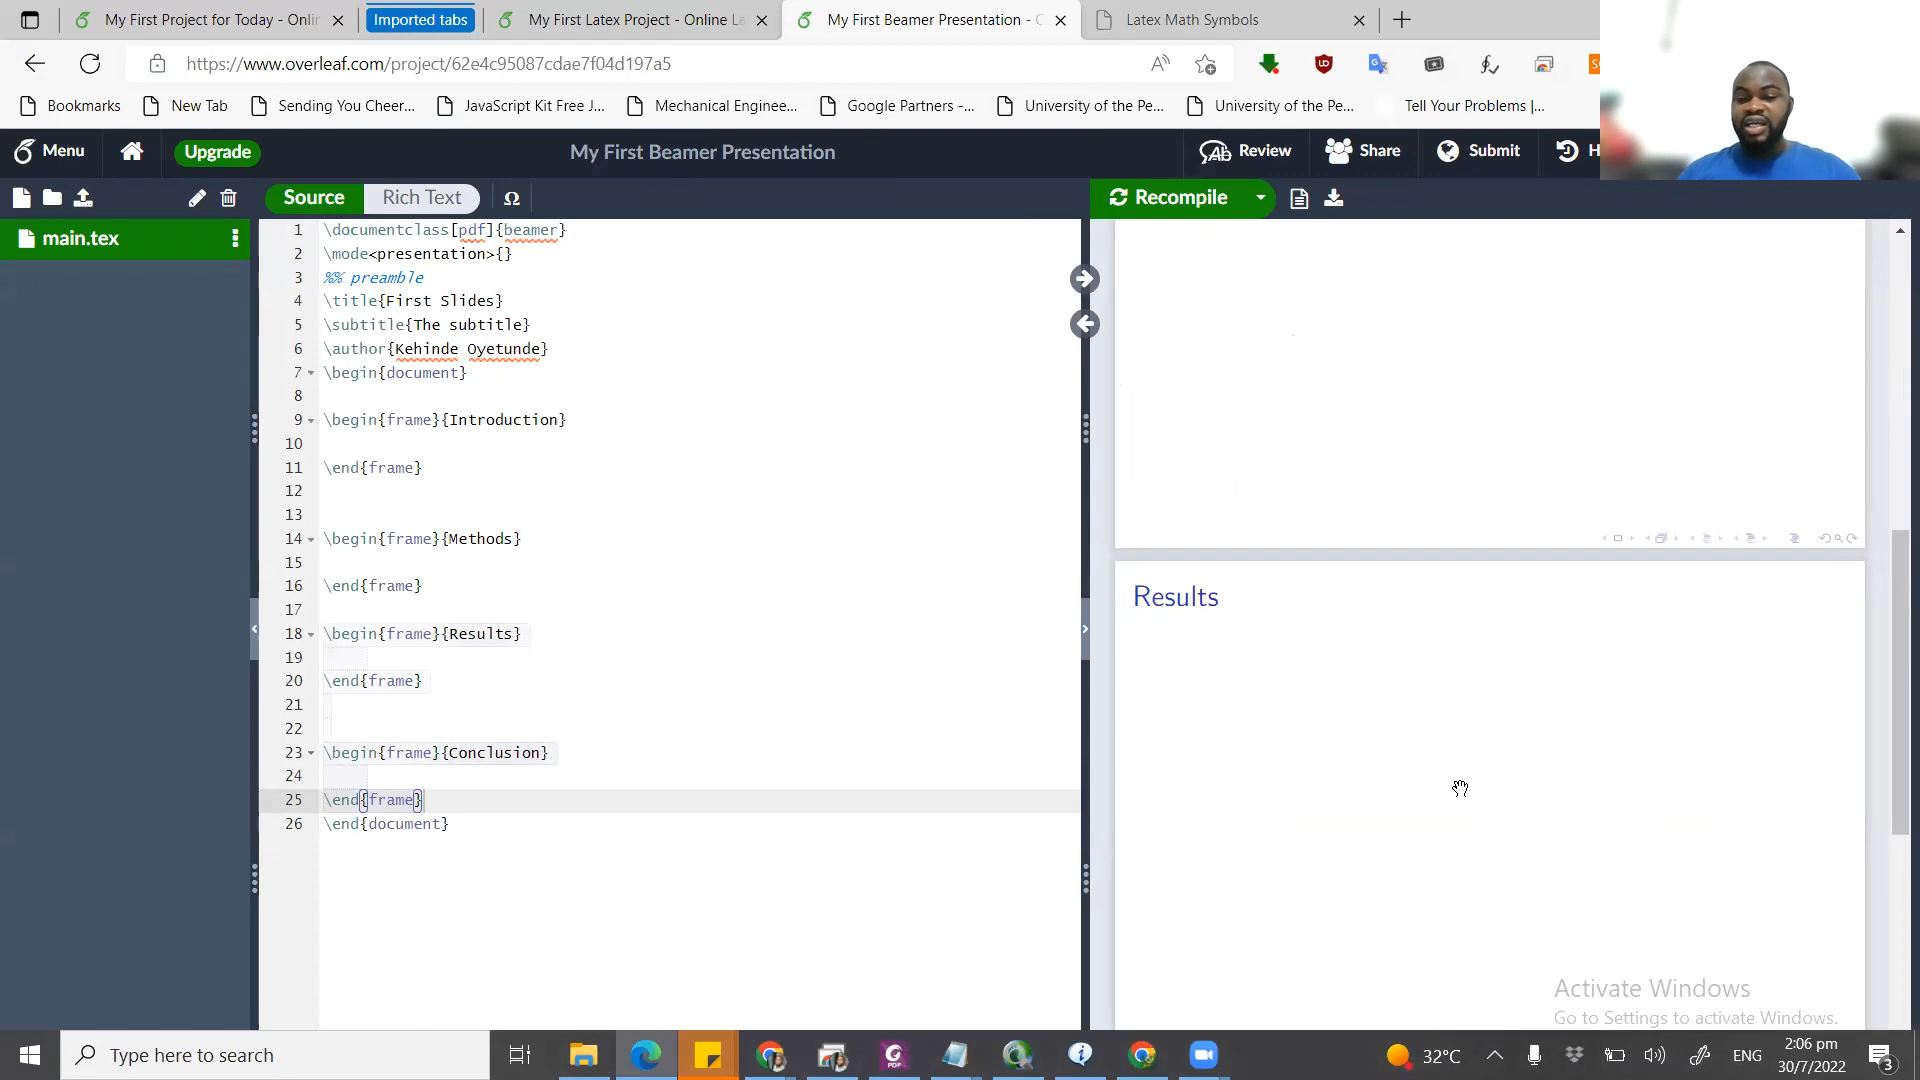 My First Project for Today - Onli
Imported tabs
My First Latex Project - Online La
My First Beamer Presentation - O
Latex Math Symbols
https://www.overleaf.com/project/62e4c95087cdae7f04d197a5
Bookmarks
New Tab
Sending You Cheer...
JavaScript Kit Free J...
Mechanical Enginee...
Google Partners -...
University of the Pe...
University of the Pe...
Tell Your Problems |...
Menu
Upgrade
My First Beamer Presentation
Review
Share
Submit
H
Source
Rich Text
Ω
Recompile
main.tex
1 \documentclass[pdf]{beamer}
2 \mode<presentation>{}
3 %% preamble
4 \title{First Slides}
5 \subtitle{The subtitle}
6 \author{Kehinde Oyetunde}
7 \begin{document}
8
9 \begin{frame}{Introduction}
10
11 \end{frame}
12
13
14 \begin{frame}{Methods}
15
16 \end{frame}
17
18 \begin{frame}{Results}
19
20 \end{frame}
21
22
23 \begin{frame}{Conclusion}
24
25 \end{frame}
26 \end{document}
Results
Activate Windows
Go to Settings to activate Windows.
Type here to search
32°C
ENG
2:06 pm
30/7/2022
3